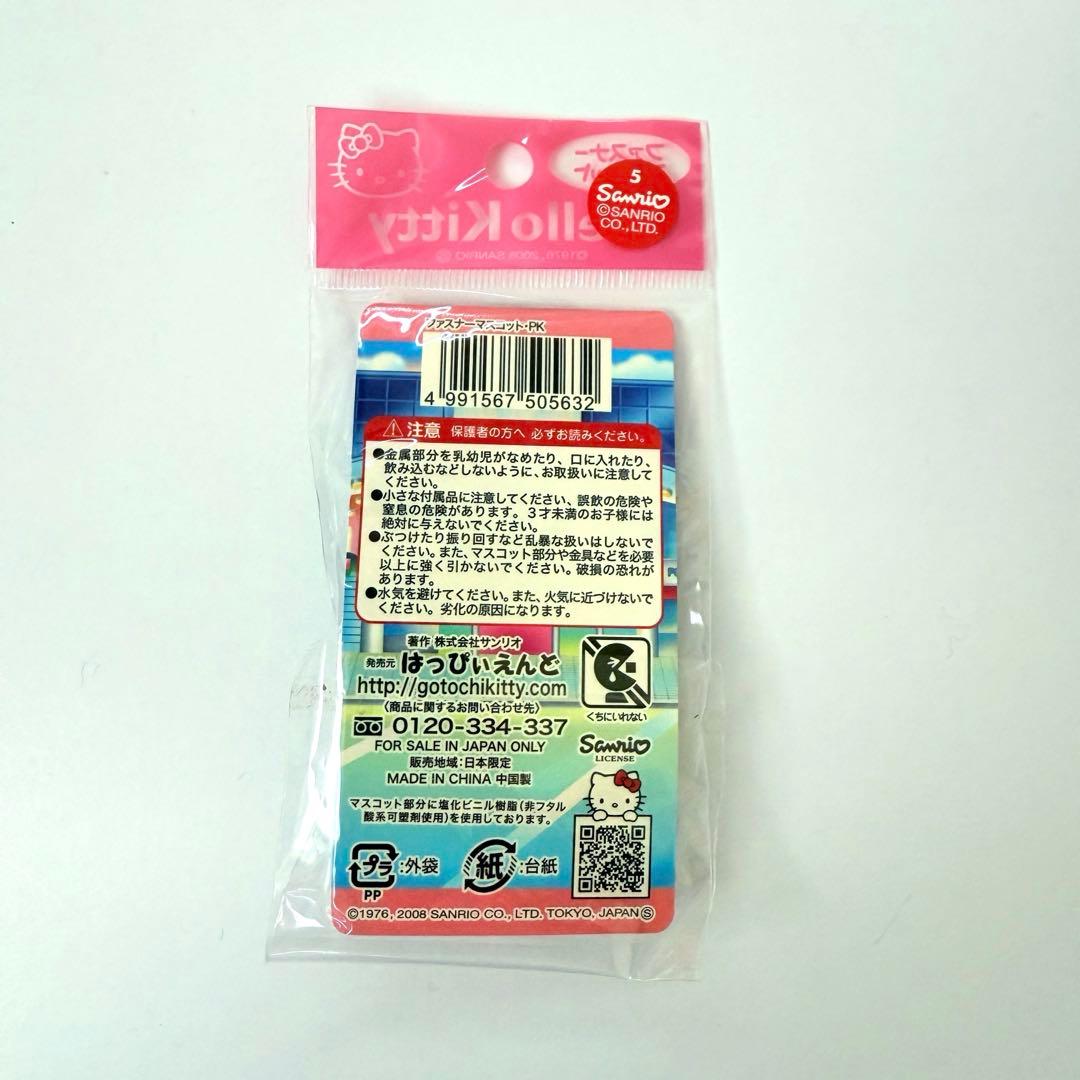 ファスナー
5
Sanrio
©SANRIO
CO., LTD.
ello Kitty
©1976, 2008 SANRIO Ⓢ
ファスナーマスコット・PK
4 991567 505632
注意 保護者の方へ 必ずお読みください。
●金属部分を乳幼児がなめたり、口に入れたり、
飲み込むなどしないように、お取扱いに注意して
ください。
●小さな付属品に注意してください、誤飲の危険や
窒息の危険があります。3才未満のお子様には
絶対に与えないでください。
●ぶつけたり振り回すなど乱暴な扱いはしないで
ください。また、マスコット部分や金具などを必要
以上に強く引かないでください。破損の恐れが
あります。
●水気を避けてください。また、火気に近づけないで
ください。劣化の原因になります。
著作 株式会社サンリオ
発売元 はっぴぃえんど
http://gotochikitty.com
〈商品に関するお問い合わせ先〉
0120-334-337
FOR SALE IN JAPAN ONLY
販売地域:日本限定
MADE IN CHINA 中国製
くちにいれない
Sanrio
LICENSE
マスコット部分に塩化ビニル樹脂(非フタル
酸系可塑剤使用)を使用しております。
プラ:外袋
PP
紙:台紙
©1976, 2008 SANRIO CO., LTD. TOKYO, JAPAN Ⓢ